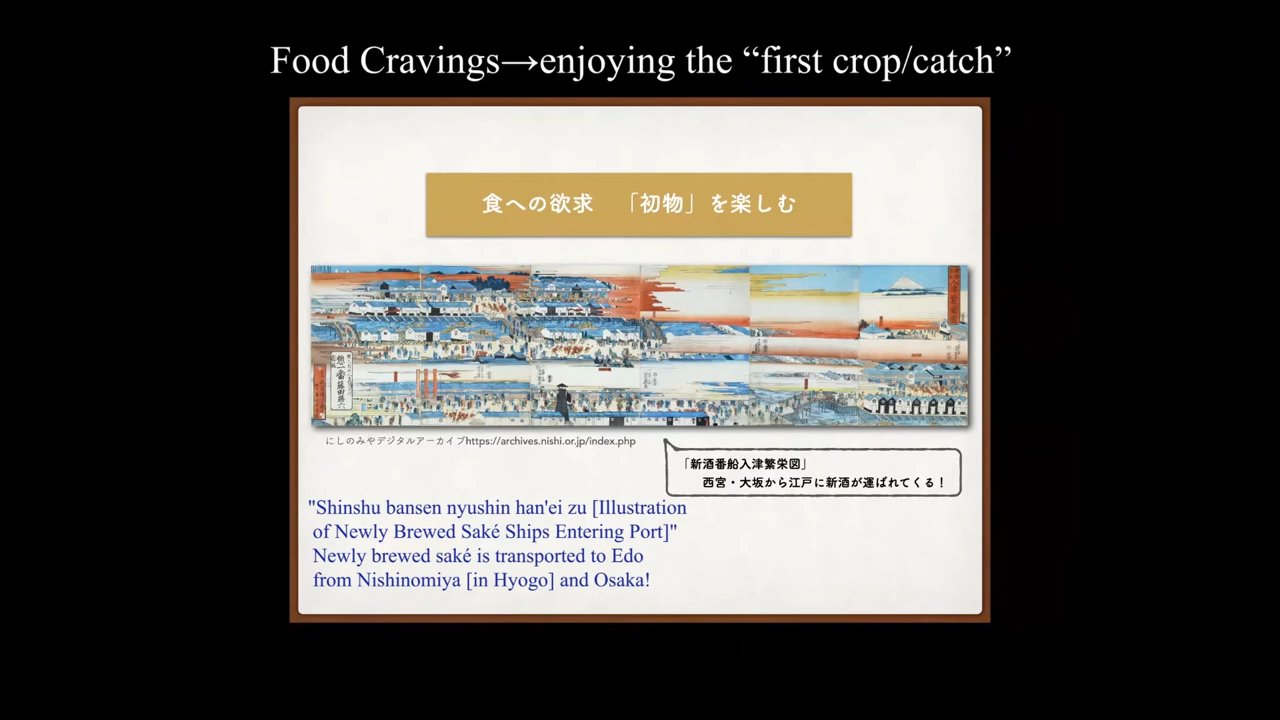 Food Cravings→enjoying the “first crop/catch”
食への欲求　「初物」を楽しむ
にしのみやデジタルアーカイブhttps://archives.nishi.or.jp/index.php
「新酒番船入津繁栄図」
西宮・大坂から江戸に新酒が運ばれてくる！
"Shinshu bansen nyushin han'ei zu [Illustration
of Newly Brewed Saké Ships Entering Port]"
Newly brewed saké is transported to Edo
from Nishinomiya [in Hyogo] and Osaka!